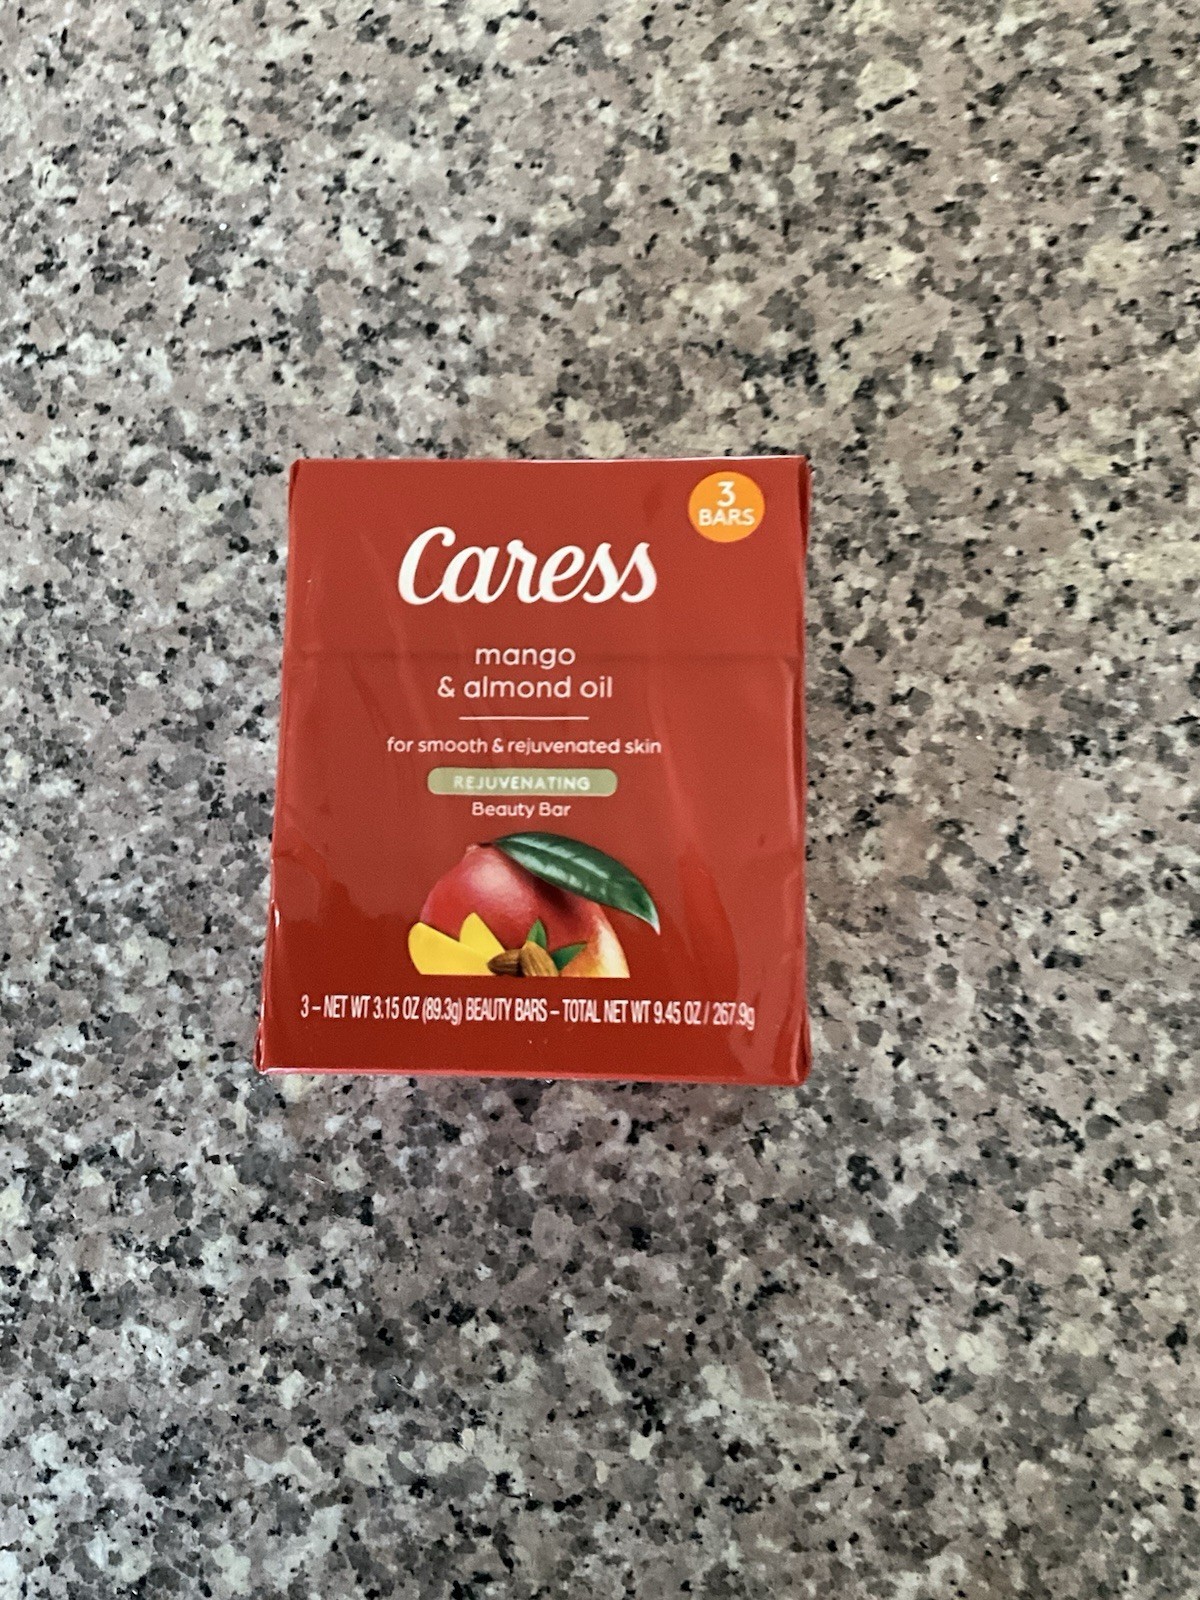 3
BARS
Caress
mango
& almond oil
for smooth & rejuvenated skin
REJUVENATING
Beauty Bar
3 – NET WT 3.15 OZ (89.3g) BEAUTY BARS – TOTAL NET WT 9.45 OZ / 267.9g